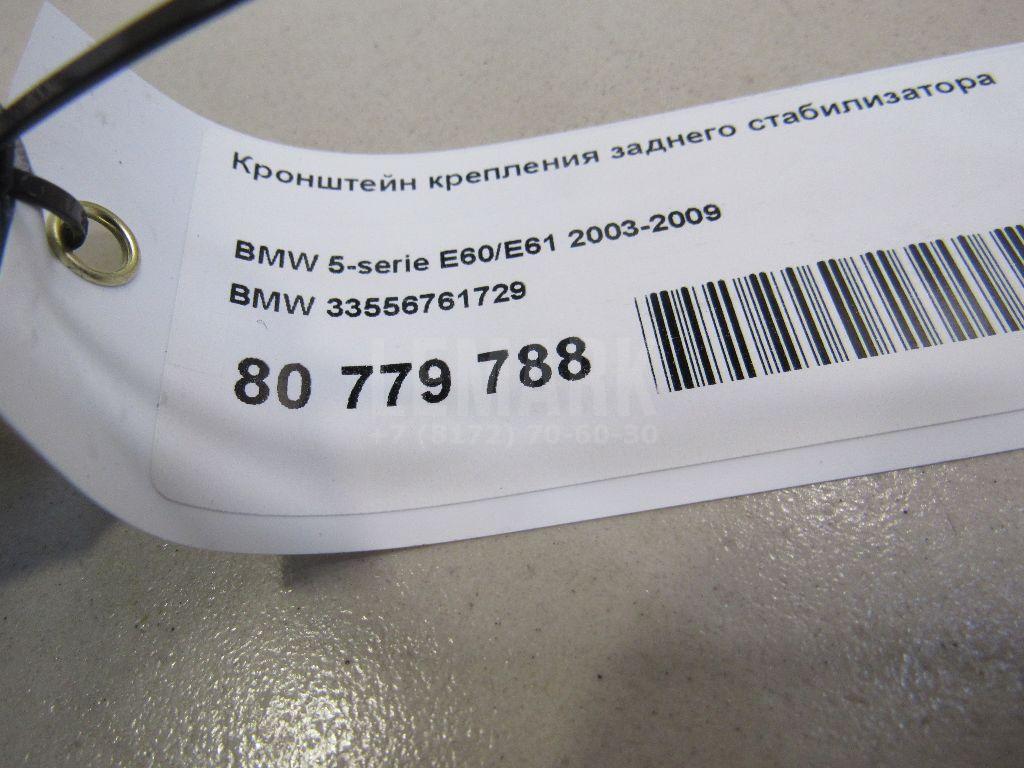 Кронштейн крепления заднего стабилизатора
BMW 5-serie E60/E61 2003-2009
BMW 33556761729
80 779 788
LEMARK
+7 (8172) 70-60-30